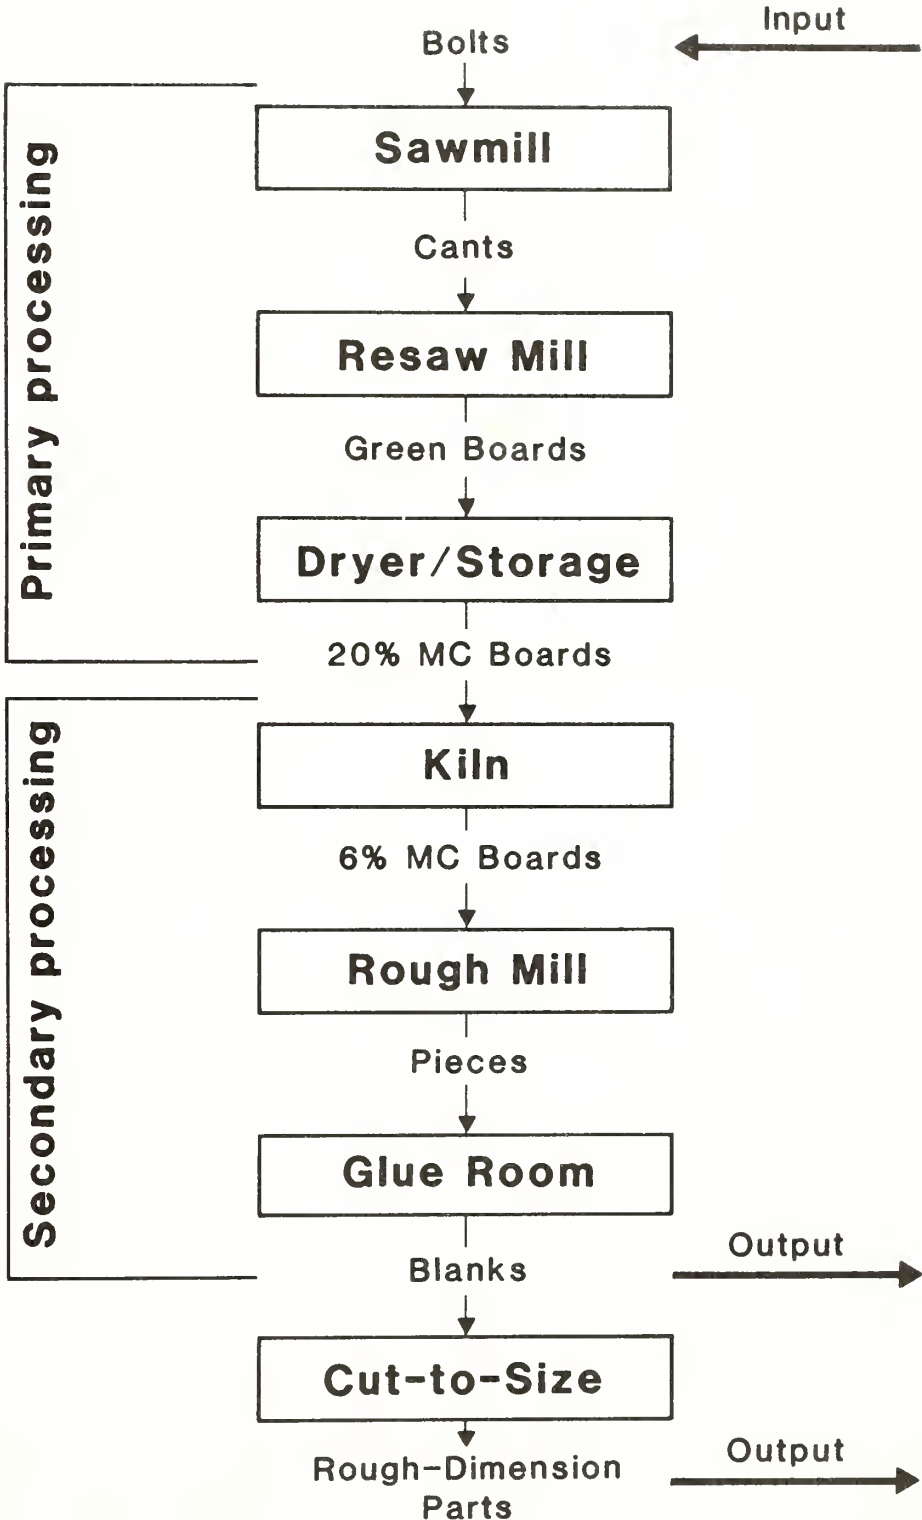 Input
Bolts
Primary processing
Sawmill
Cants
Resaw Mill
Green Boards
Dryer/Storage
20% MC Boards
Secondary processing
Kiln
6% MC Boards
Rough Mill
Pieces
Glue Room
Blanks
Output
Cut-to-Size
Rough-Dimension
Parts
Output